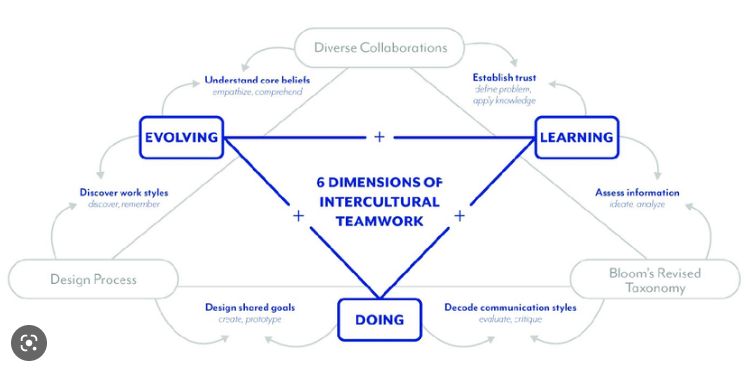 Diverse Collaborations
Understand core beliefs
empathize, comprehend
Establish trust
define problem,
apply knowledge
EVOLVING
+
LEARNING
6 DIMENSIONS OF
INTERCULTURAL
TEAMWORK
Discover work styles
discover, remember
Assess information
ideate, analyze
+
+
Design Process
Bloom's Revised
Taxonomy
Design shared goals
create, prototype
DOING
Decode communication styles
evaluate, critique